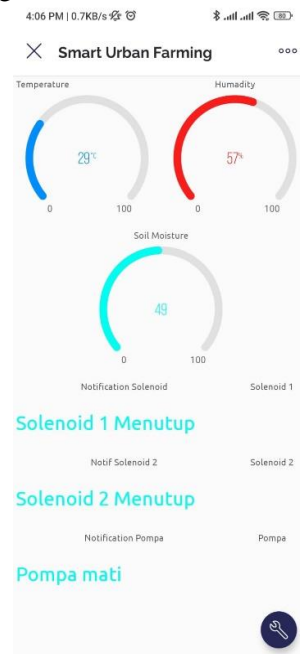 4:06 PM | 0.7KB/s
80
Smart Urban Farming
Temperature
Humadity
29°C
57%
0
100
0
100
Soil Moisture
49
0
100
Notification Solenoid
Solenoid 1
Solenoid 1 Menutup
Notif Solenoid 2
Solenoid 2
Solenoid 2 Menutup
Notification Pompa
Pompa
Pompa mati